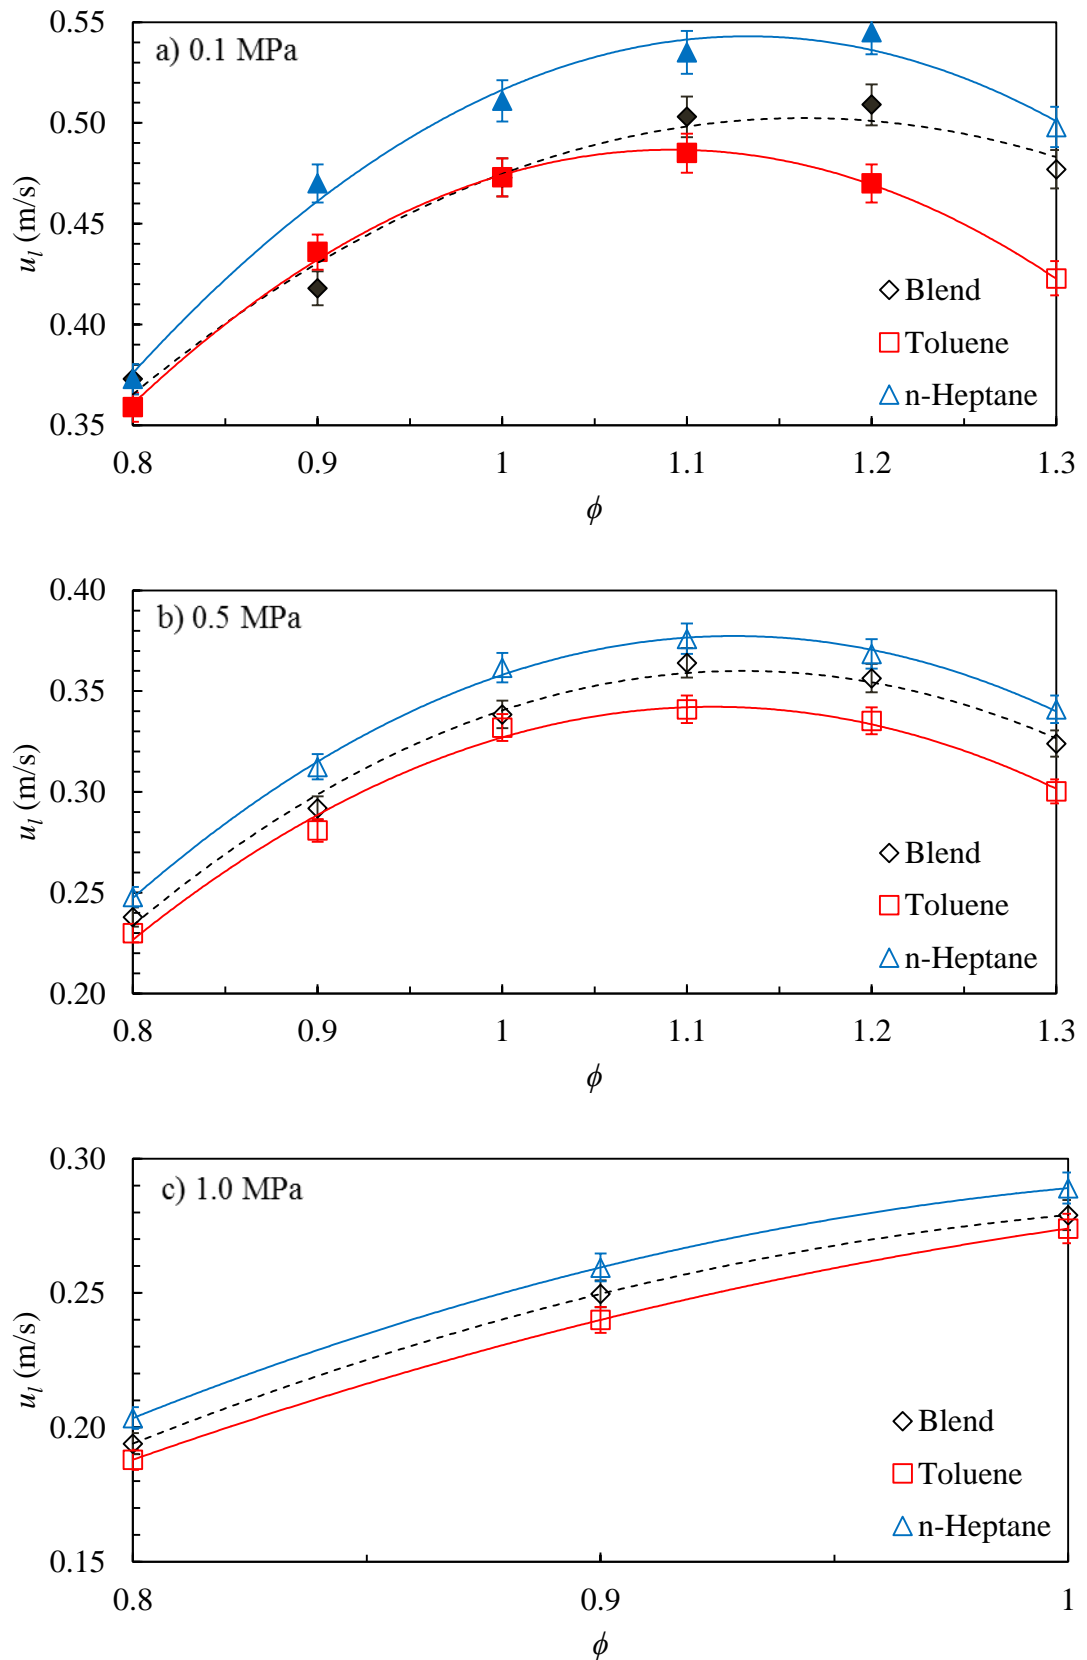 a) 0.1 MPa
0.55
0.50
0.45
0.40
0.35
u_l (m/s)
Blend
Toluene
n-Heptane
0.8 0.9 1 1.1 1.2 1.3
ϕ
b) 0.5 MPa
0.40
0.35
0.30
0.25
0.20
u_l (m/s)
Blend
Toluene
n-Heptane
0.8 0.9 1 1.1 1.2 1.3
ϕ
c) 1.0 MPa
0.30
0.25
0.20
0.15
u_l (m/s)
Blend
Toluene
n-Heptane
0.8 0.9 1
ϕ